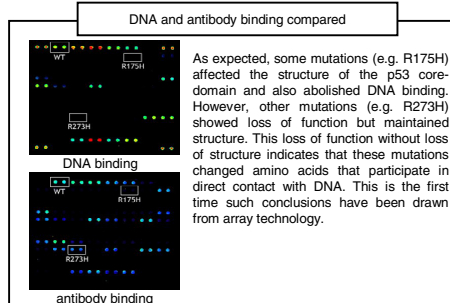 DNA and antibody binding compared
WT
R175H
R273H
DNA binding
WT
R175H
R273H
antibody binding
As expected, some mutations (e.g. R175H)
affected the structure of the p53 core-
domain and also abolished DNA binding.
However, other mutations (e.g. R273H)
showed loss of function but maintained
structure. This loss of function without loss
of structure indicates that these mutations
changed amino acids that participate in
direct contact with DNA. This is the first
time such conclusions have been drawn
from array technology.